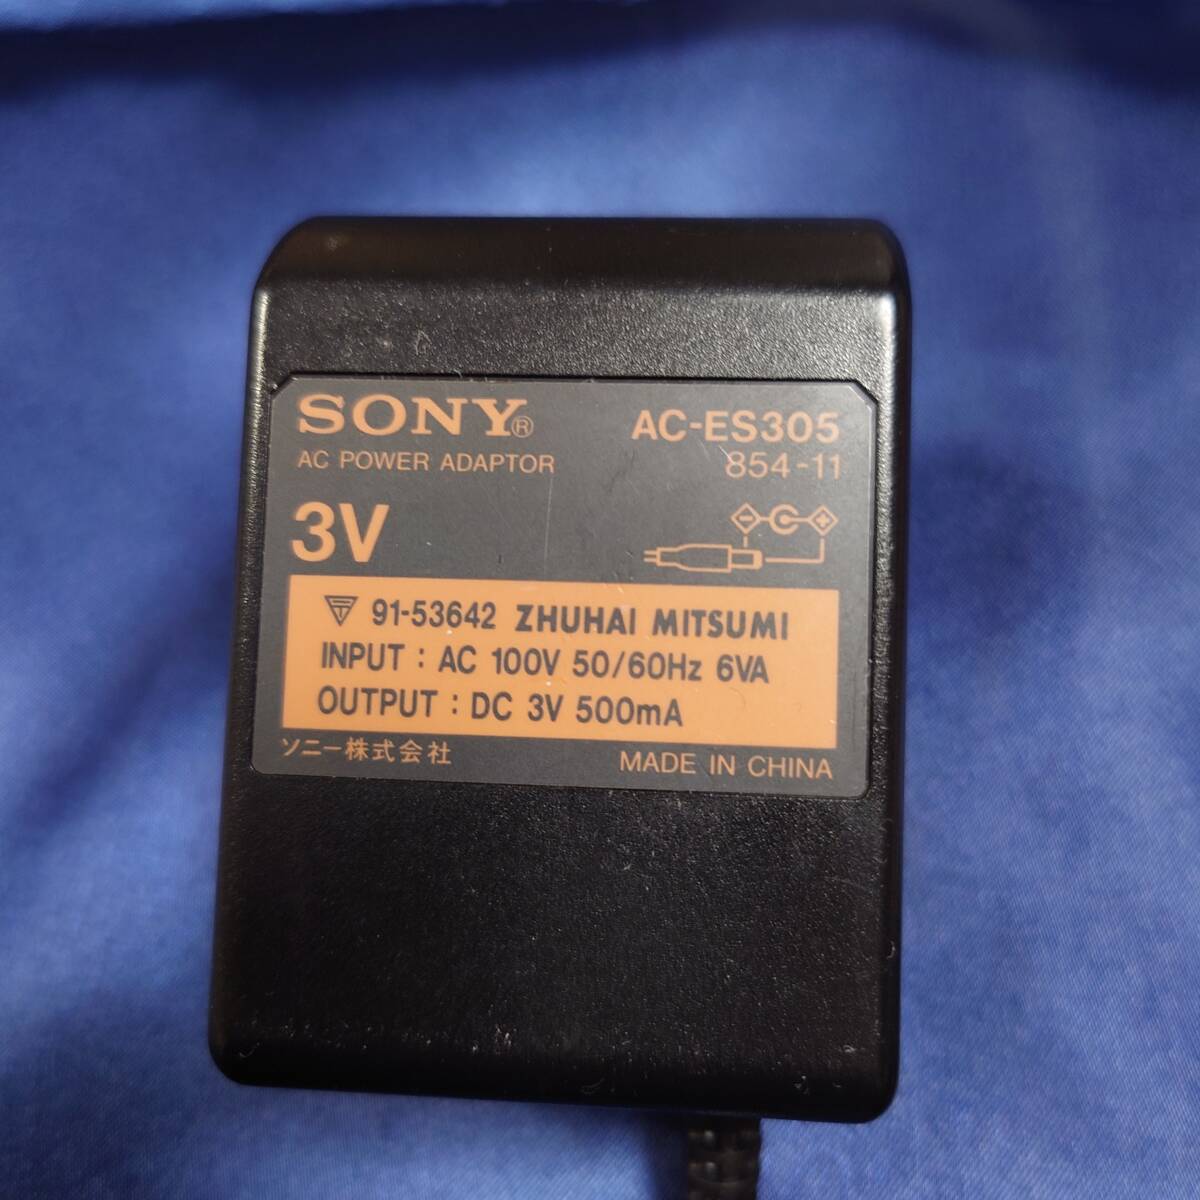 SONY®
AC-ES305
AC POWER ADAPTOR
854-11
3V
91-53642 ZHUHAI MITSUMI
INPUT : AC 100V 50/60Hz 6VA
OUTPUT : DC 3V 500mA
ソニー株式会社
MADE IN CHINA